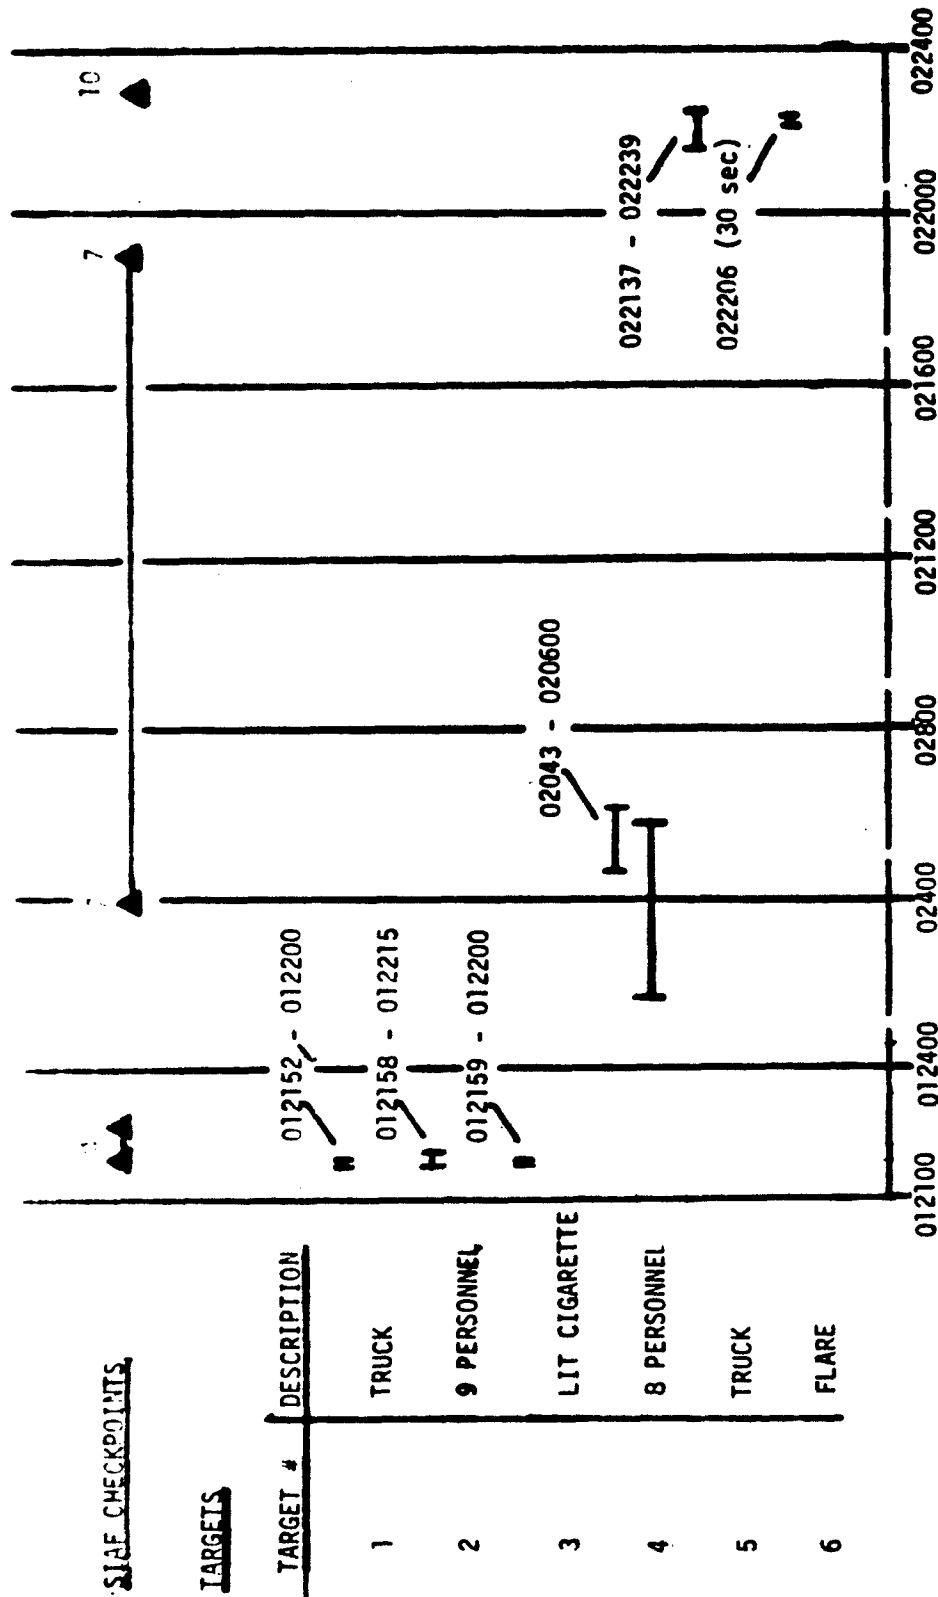 SIAF CHECKPOINTS
7
10
TARGETS
TARGET # DESCRIPTION
012152 - 012200
1 TRUCK
012158 - 012215
2 9 PERSONNEL
012159 - 012200
3 LIT CIGARETTE
02043 - 020600
4 8 PERSONNEL
022137 - 022239
5 TRUCK
022206 (30 sec)
6 FLARE
012100 012400 02400 02800 021200 021600 022000 022400